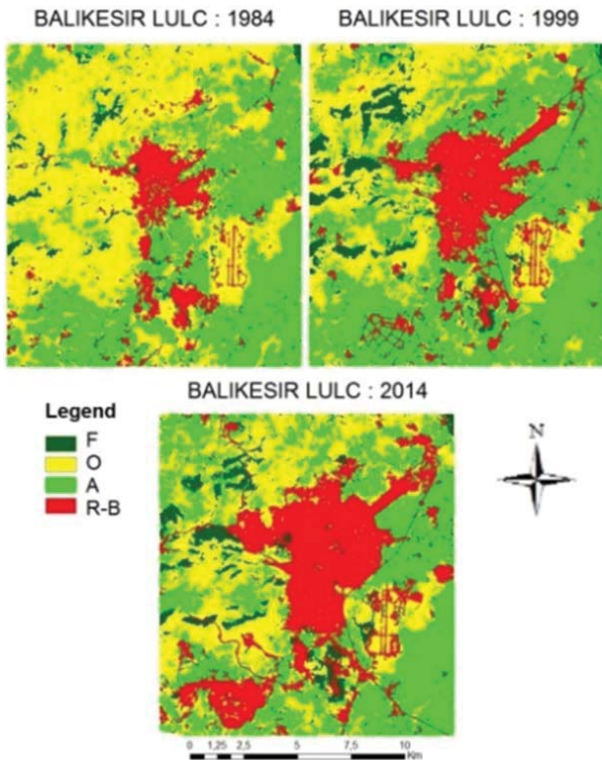 BALIKESIR LULC : 1984
BALIKESIR LULC : 1999
BALIKESIR LULC : 2014
Legend
F
O
A
R-B
N
0 1,25 2,5 5 7,5 10
Km